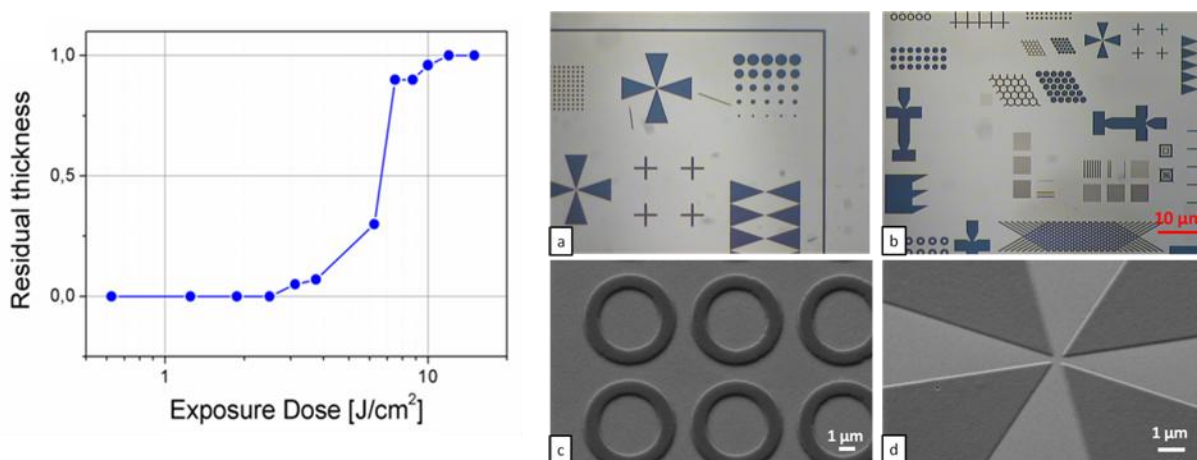 1,0
0,5
0,0
Residual thickness
1
10
Exposure Dose [J/cm²]
a
b
10 µm
c
1 µm
d
1 µm